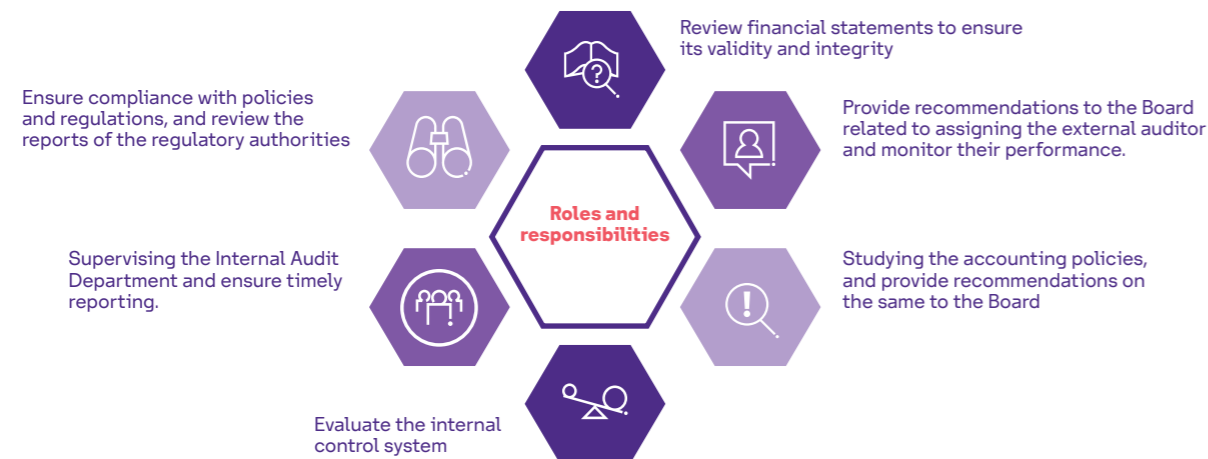 Review financial statements to ensure
its validity and integrity
Provide recommendations to the Board
related to assigning the external auditor
and monitor their performance.
Studying the accounting policies,
and provide recommendations on
the same to the Board
Evaluate the internal
control system
Supervising the Internal Audit
Department and ensure timely
reporting.
Ensure compliance with policies
and regulations, and review the
reports of the regulatory authorities
Roles and
responsibilities